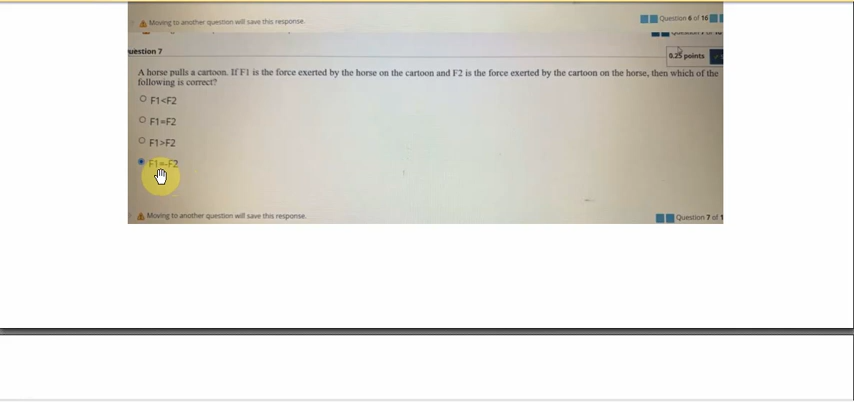 Moving to another question will save this response.
Question 6 of 16
uestion 7
0.25 points
A horse pulls a cartoon. If F1 is the force exerted by the horse on the cartoon and F2 is the force exerted by the cartoon on the horse, then which of the
following is correct?
F1<F2
F1=F2
F1>F2
F1=-F2
Moving to another question will save this response.
Question 7 of 1